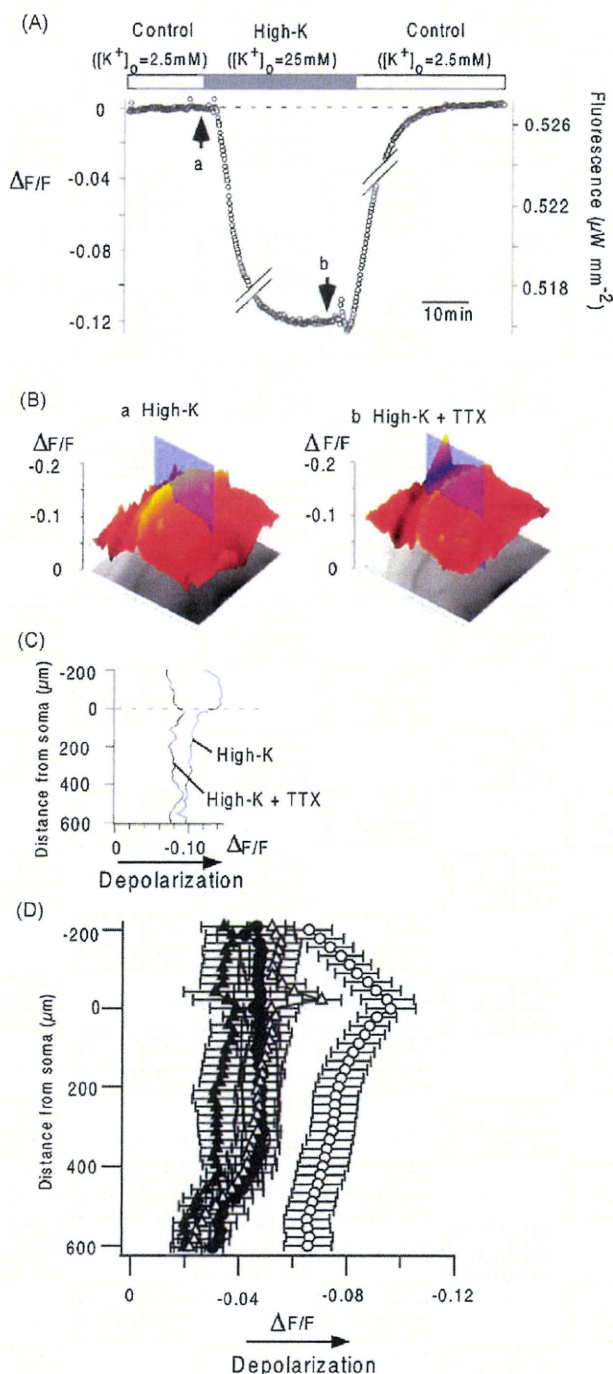 (A)
Control High-K Control
([K⁺]o=2.5mM) ([K⁺]o=25mM) ([K⁺]o=2.5mM)
0
-0.04
-0.08
-0.12
ΔF/F
a
b
10min
0.526
0.522
0.518
Fluorescence (µW mm⁻²)
(B)
a High-K b High-K + TTX
ΔF/F ΔF/F
-0.2 -0.2
-0.1 -0.1
0 0
(C)
Distance from soma (µm)
-200
0
200
400
600
High-K
High-K + TTX
0 -0.10 ΔF/F
Depolarization
(D)
Distance from soma (µm)
-200
0
200
400
600
0 -0.04 -0.08 -0.12
ΔF/F
Depolarization